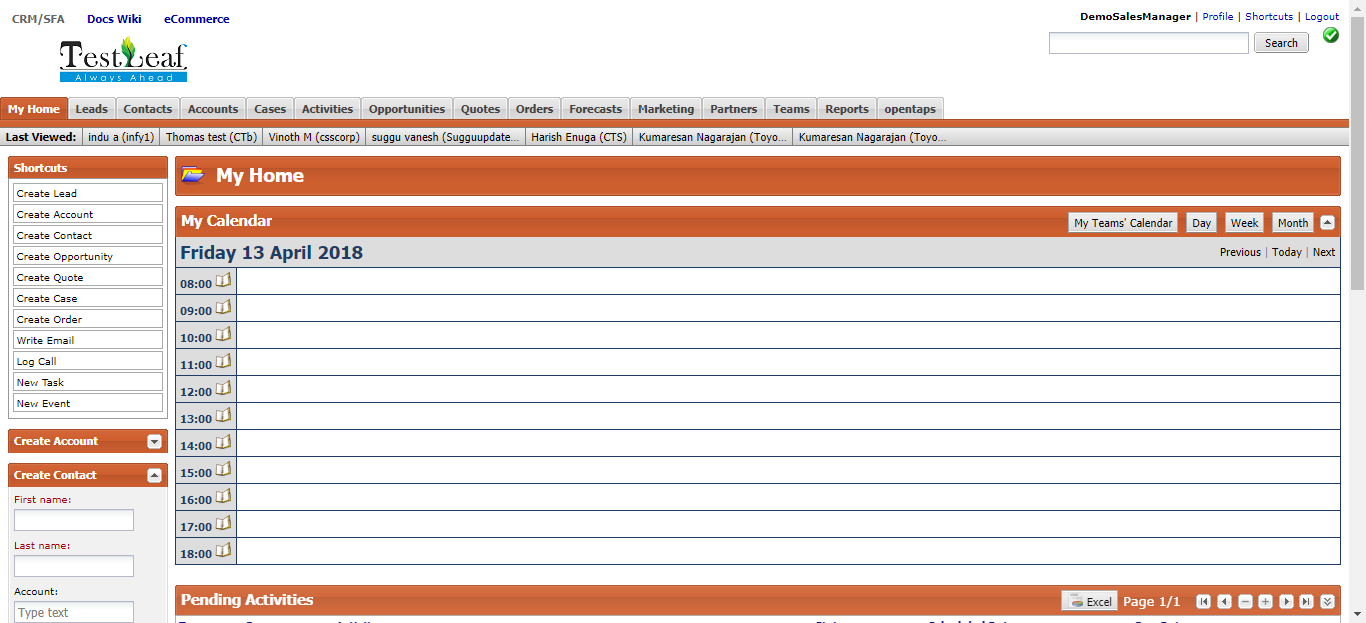 CRM/SFA Docs Wiki eCommerce
DemoSalesManager | Profile | Shortcuts | Logout
Search
TestLeaf
Always Ahead
My Home Leads Contacts Accounts Cases Activities Opportunities Quotes Orders Forecasts Marketing Partners Teams Reports opentaps
Last Viewed: indu a (infy1) Thomas test (CTb) Vinoth M (csscorp) suggu vanesh (Sugguupdate... Harish Enuga (CTS) Kumaresan Nagarajan (Toyo... Kumaresan Nagarajan (Toyo...
Shortcuts
Create Lead
Create Account
Create Contact
Create Opportunity
Create Quote
Create Case
Create Order
Write Email
Log Call
New Task
New Event
Create Account
Create Contact
First name:
Last name:
Account:
Type text
My Home
My Calendar
My Teams' Calendar Day Week Month
Friday 13 April 2018
Previous | Today | Next
08:00
09:00
10:00
11:00
12:00
13:00
14:00
15:00
16:00
17:00
18:00
Pending Activities
Excel Page 1/1